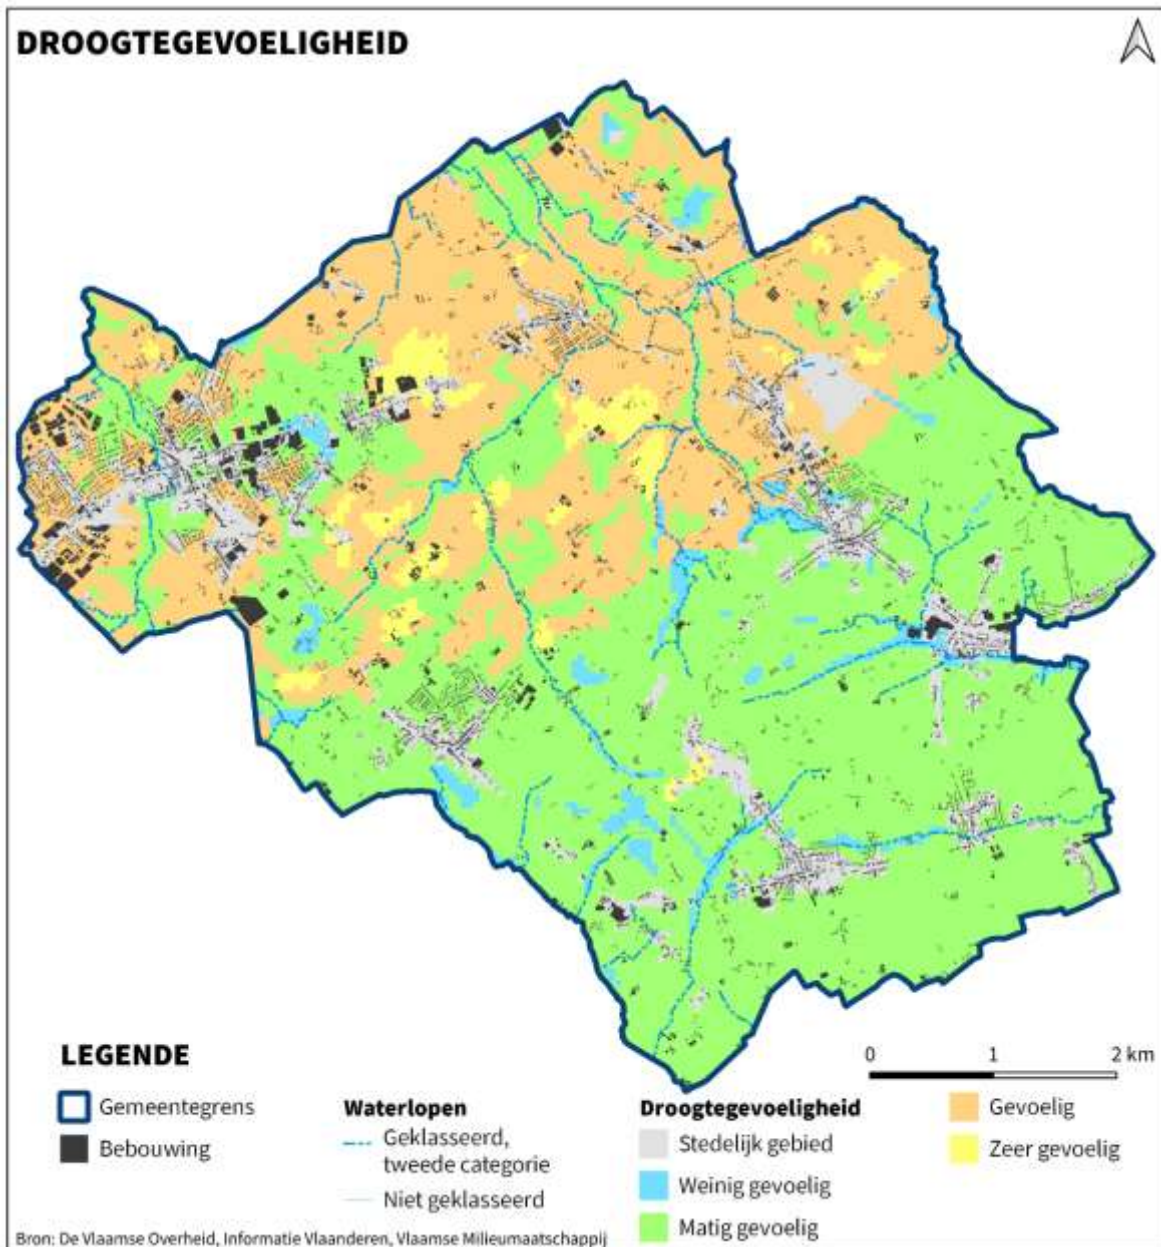 DROOGTEGEVOELIGHEID
LEGENDE
Gemeentegrens
Bebouwing
Waterlopen
Geklasseerd,
tweede categorie
Niet geklasseerd
Droogtegevoeligheid
Stedelijk gebied
Weinig gevoelig
Matig gevoelig
0 1 2 km
Gevoelig
Zeer gevoelig
Bron: De Vlaamse Overheid, Informatie Vlaanderen, Vlaamse Milieumaatschappij